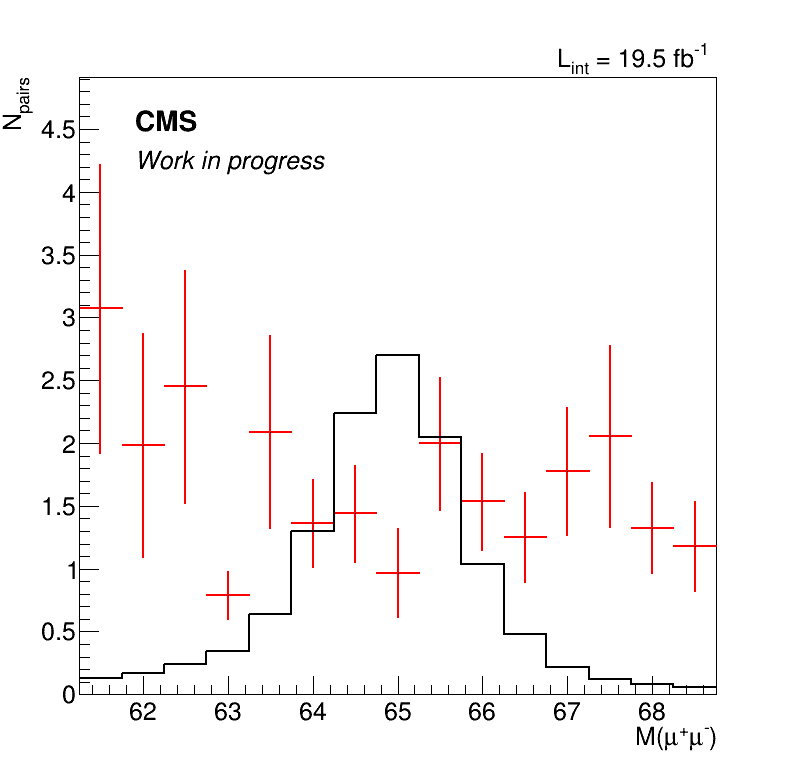 L_int = 19.5 fb^-1
N_pairs
CMS
Work in progress
4.5
4
3.5
3
2.5
2
1.5
1
0.5
0
62 63 64 65 66 67 68
M(μ⁺μ⁻)